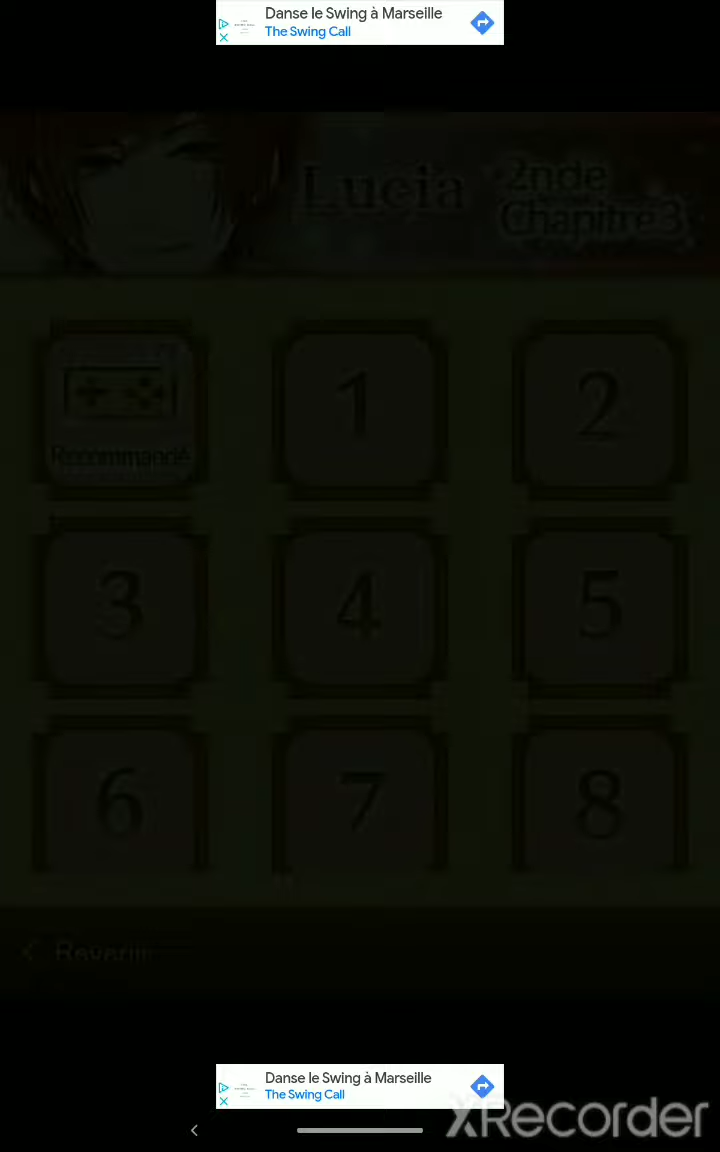 Danse le Swing à Marseille
The Swing Call
Lucia
2nde
Chapitre 3
1
2
Recommandé
3
4
5
6
7
8
Revenir
Danse le Swing à Marseille
The Swing Call
XRecorder